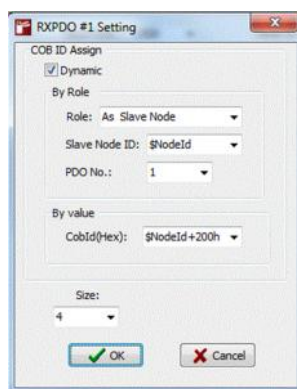 RXPDO #1 Setting
COB ID Assign
Dynamic
By Role
Role: As Slave Node
Slave Node ID: $NodeId
PDO No.: 1
By value
CobId(Hex): $NodeId+200h
Size:
4
OK
Cancel